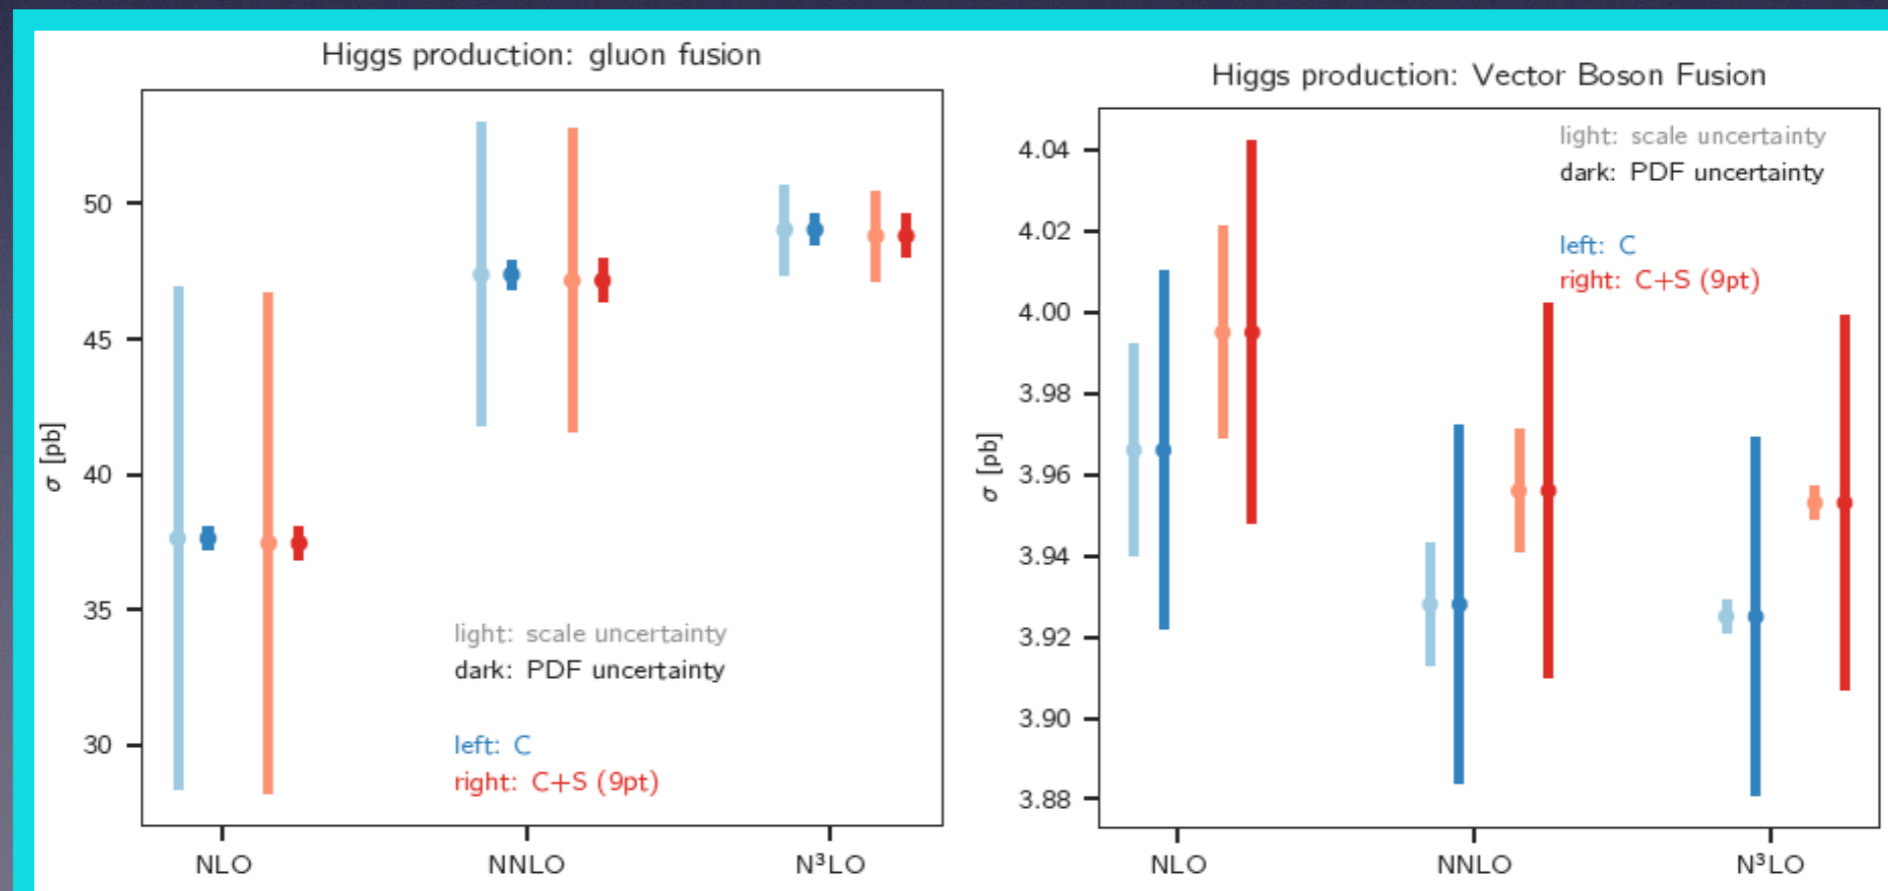 Higgs production: gluon fusion
σ [pb]
50
45
40
35
30
light: scale uncertainty
dark: PDF uncertainty
left: C
right: C+S (9pt)
NLO
NNLO
N³LO
Higgs production: Vector Boson Fusion
σ [pb]
4.04
4.02
4.00
3.98
3.96
3.94
3.92
3.90
3.88
light: scale uncertainty
dark: PDF uncertainty
left: C
right: C+S (9pt)
NLO
NNLO
N³LO